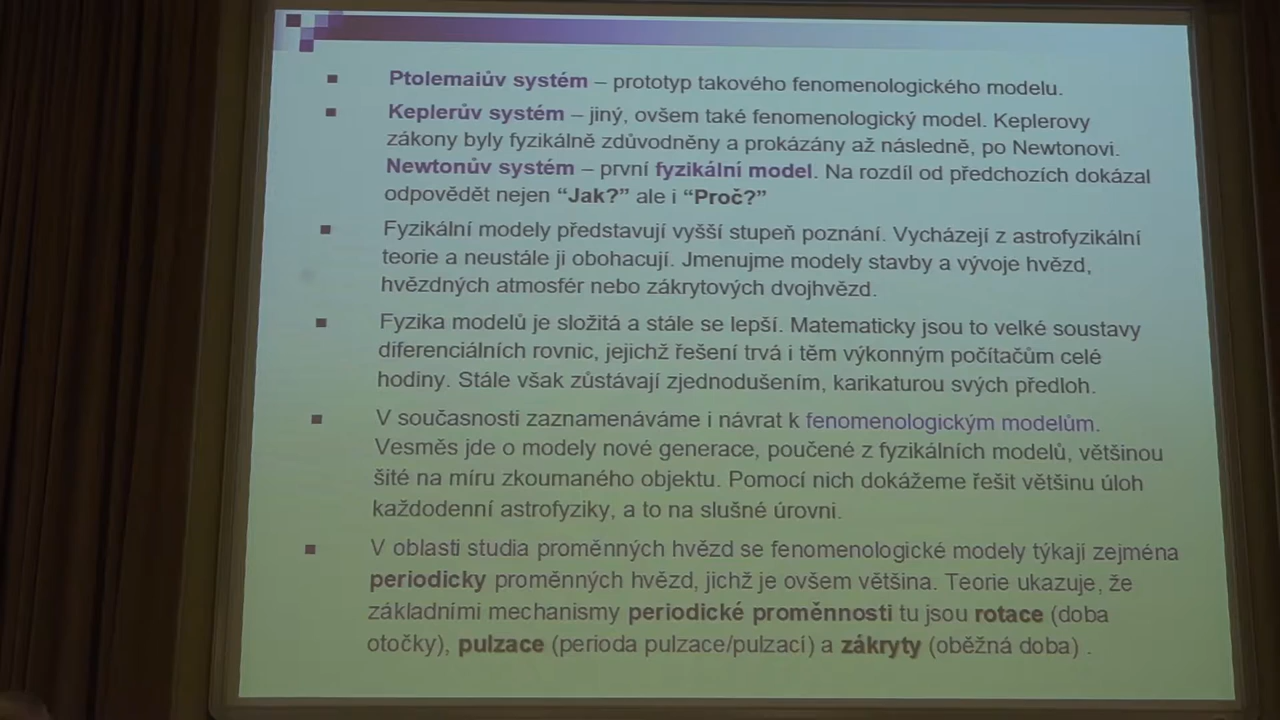 Ptolemaiův systém – prototyp takového fenomenologického modelu.
Keplerův systém – jiný, ovšem také fenomenologický model. Keplerovy
zákony byly fyzikálně zdůvodněny a prokázány až následně, po Newtonovi.
Newtonův systém – první fyzikální model. Na rozdíl od předchozích dokázal
odpovědět nejen “Jak?” ale i “Proč?”
Fyzikální modely představují vyšší stupeň poznání. Vycházejí z astrofyzikální
teorie a neustále ji obohacují. Jmenujme modely stavby a vývoje hvězd,
hvězdných atmosfér nebo zákrytových dvojhvězd.
Fyzika modelů je složitá a stále se lepší. Matematicky jsou to velké soustavy
diferenciálních rovnic, jejichž řešení trvá i těm výkonným počítačům celé
hodiny. Stále však zůstávají zjednodušením, karikaturou svých předloh.
V současnosti zaznamenáváme i návrat k fenomenologickým modelům.
Vesměs jde o modely nové generace, poučené z fyzikálních modelů, většinou
šité na míru zkoumaného objektu. Pomocí nich dokážeme řešit většinu úloh
každodenní astrofyziky, a to na slušné úrovni.
V oblasti studia proměnných hvězd se fenomenologické modely týkají zejména
periodicky proměnných hvězd, jichž je ovšem většina. Teorie ukazuje, že
základními mechanismy periodické proměnnosti tu jsou rotace (doba
otočky), pulzace (perioda pulzace/pulzací) a zákryty (oběžná doba) .